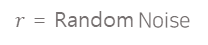 r = Random Noise